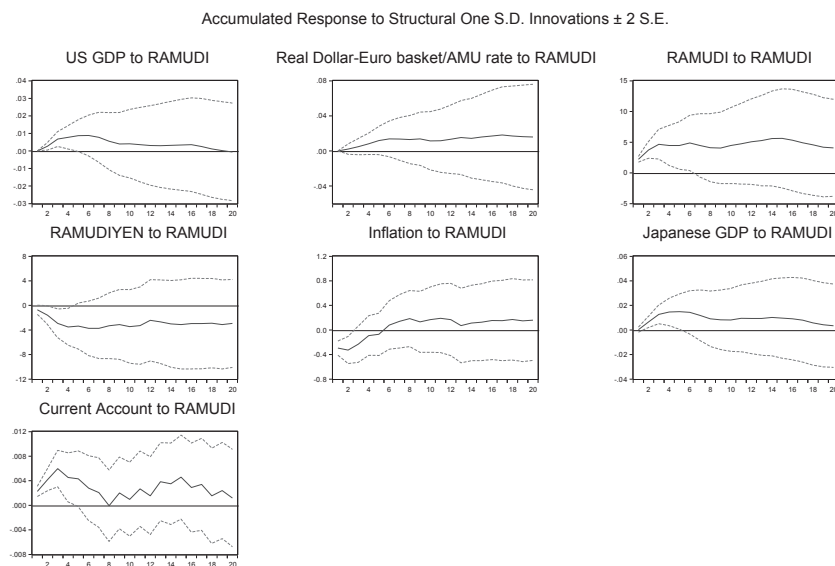 Accumulated Response to Structural One S.D. Innovations ± 2 S.E.
US GDP to RAMUDI
.04
.03
.02
.01
.00
-.01
-.02
-.03
2 4 6 8 10 12 14 16 18 20
Real Dollar-Euro basket/AMU rate to RAMUDI
.08
.04
.00
-.04
2 4 6 8 10 12 14 16 18 20
RAMUDI to RAMUDI
15
10
5
0
-5
2 4 6 8 10 12 14 16 18 20
RAMUDIYEN to RAMUDI
8
4
0
-4
-8
-12
2 4 6 8 10 12 14 16 18 20
Inflation to RAMUDI
1.2
0.8
0.4
0.0
-0.4
-0.8
2 4 6 8 10 12 14 16 18 20
Japanese GDP to RAMUDI
.06
.04
.02
.00
-.02
-.04
2 4 6 8 10 12 14 16 18 20
Current Account to RAMUDI
.012
.008
.004
.000
-.004
-.008
2 4 6 8 10 12 14 16 18 20